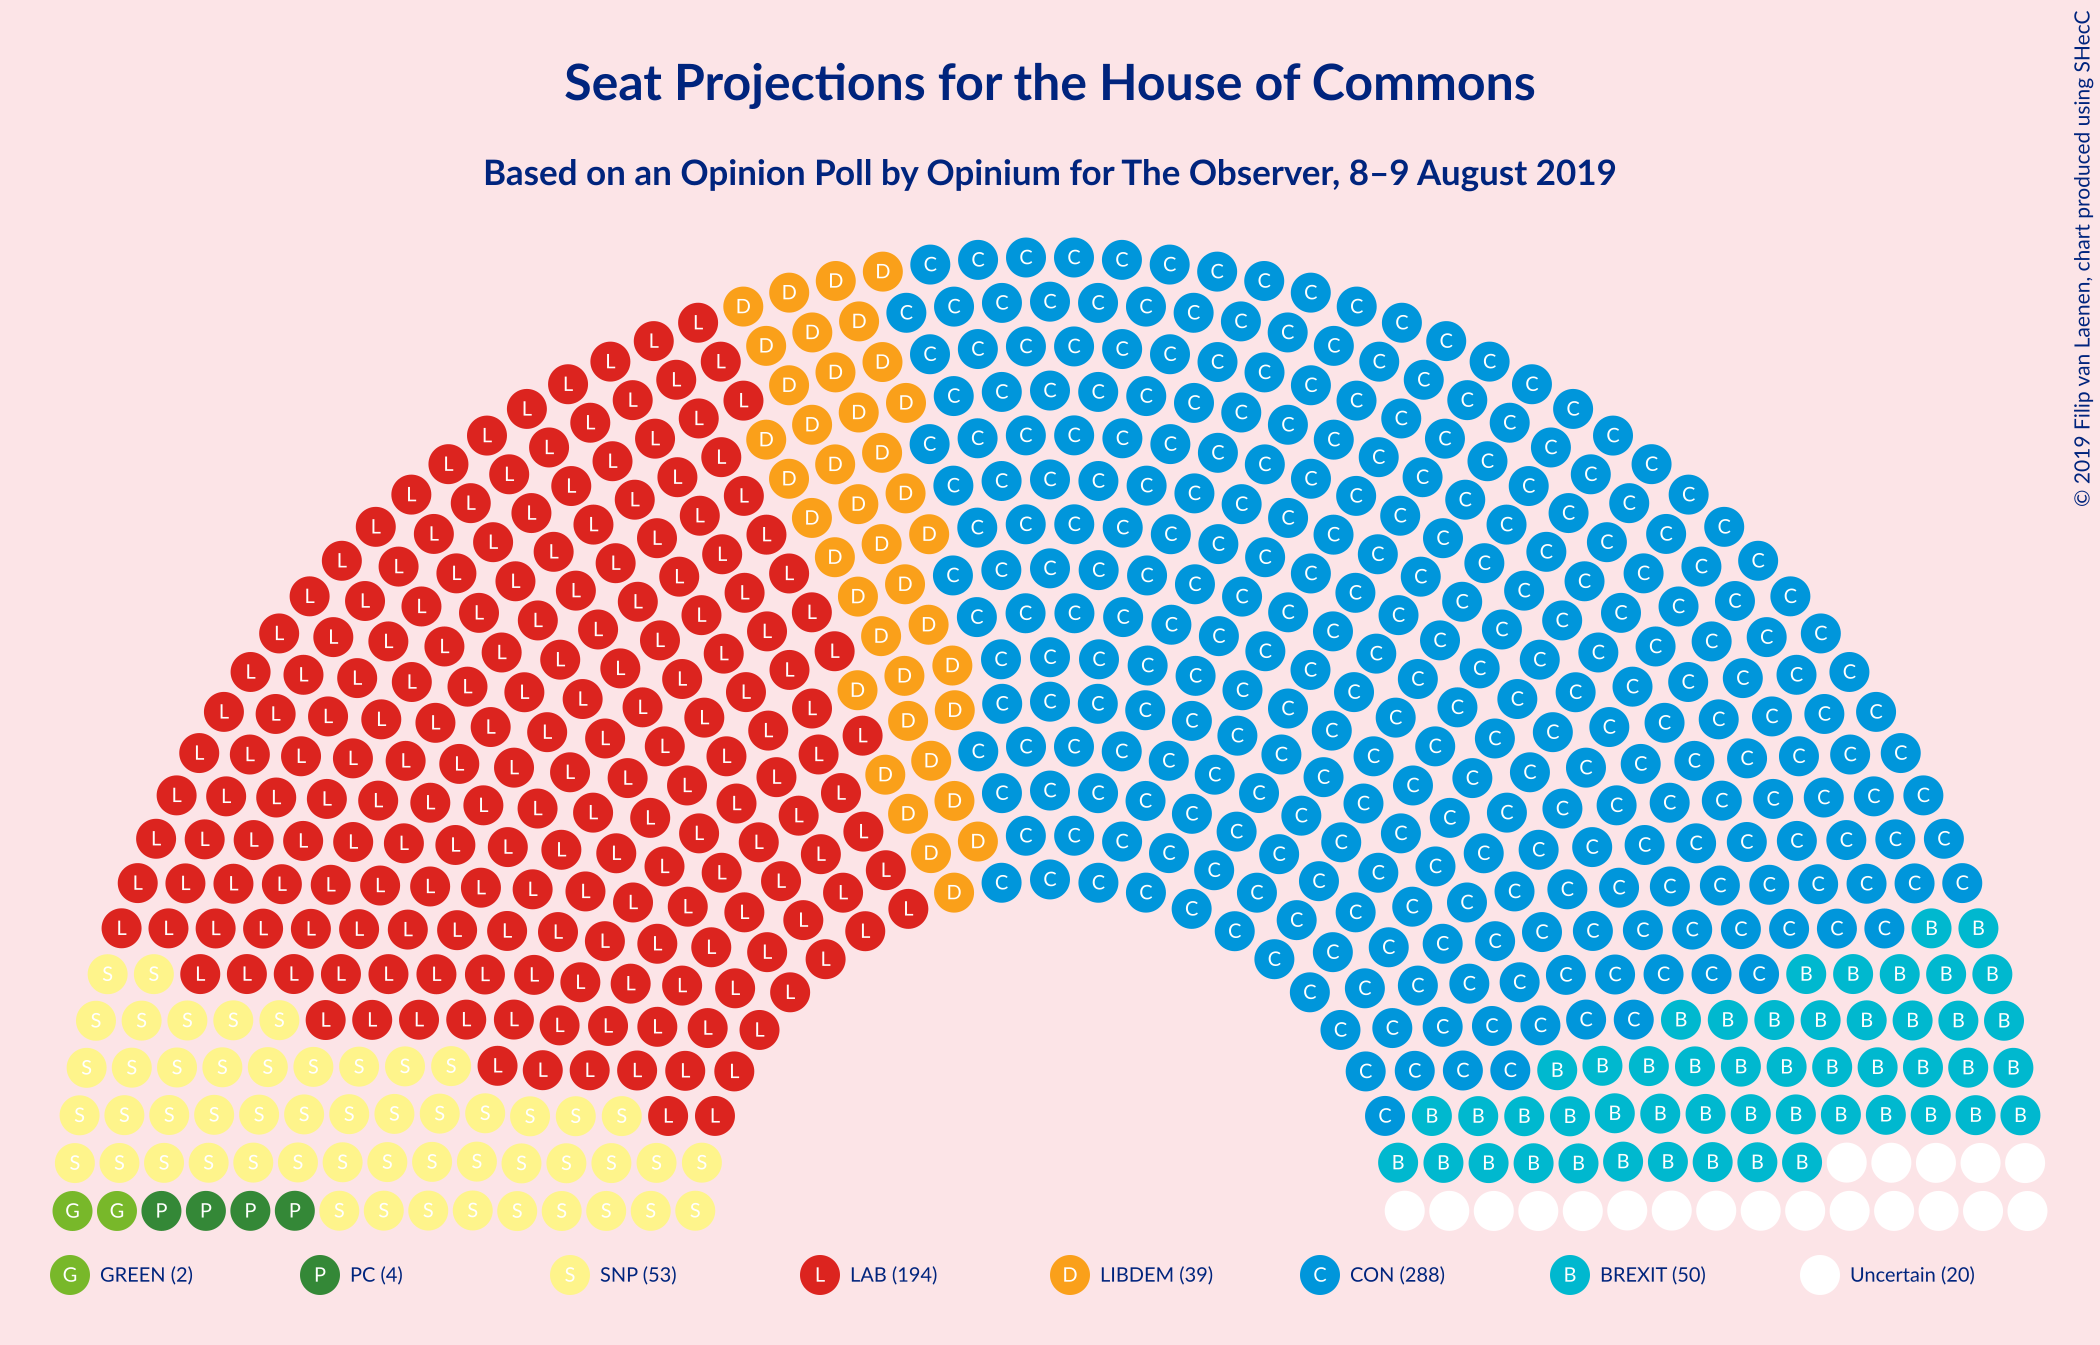 Seat Projections for the House of Commons
Based on an Opinion Poll by Opinium for The Observer, 8–9 August 2019
© 2019 Filip van Laenen, chart produced using SHecC
G GREEN (2)
P PC (4)
S SNP (53)
L LAB (194)
D LIBDEM (39)
C CON (288)
B BREXIT (50)
Uncertain (20)